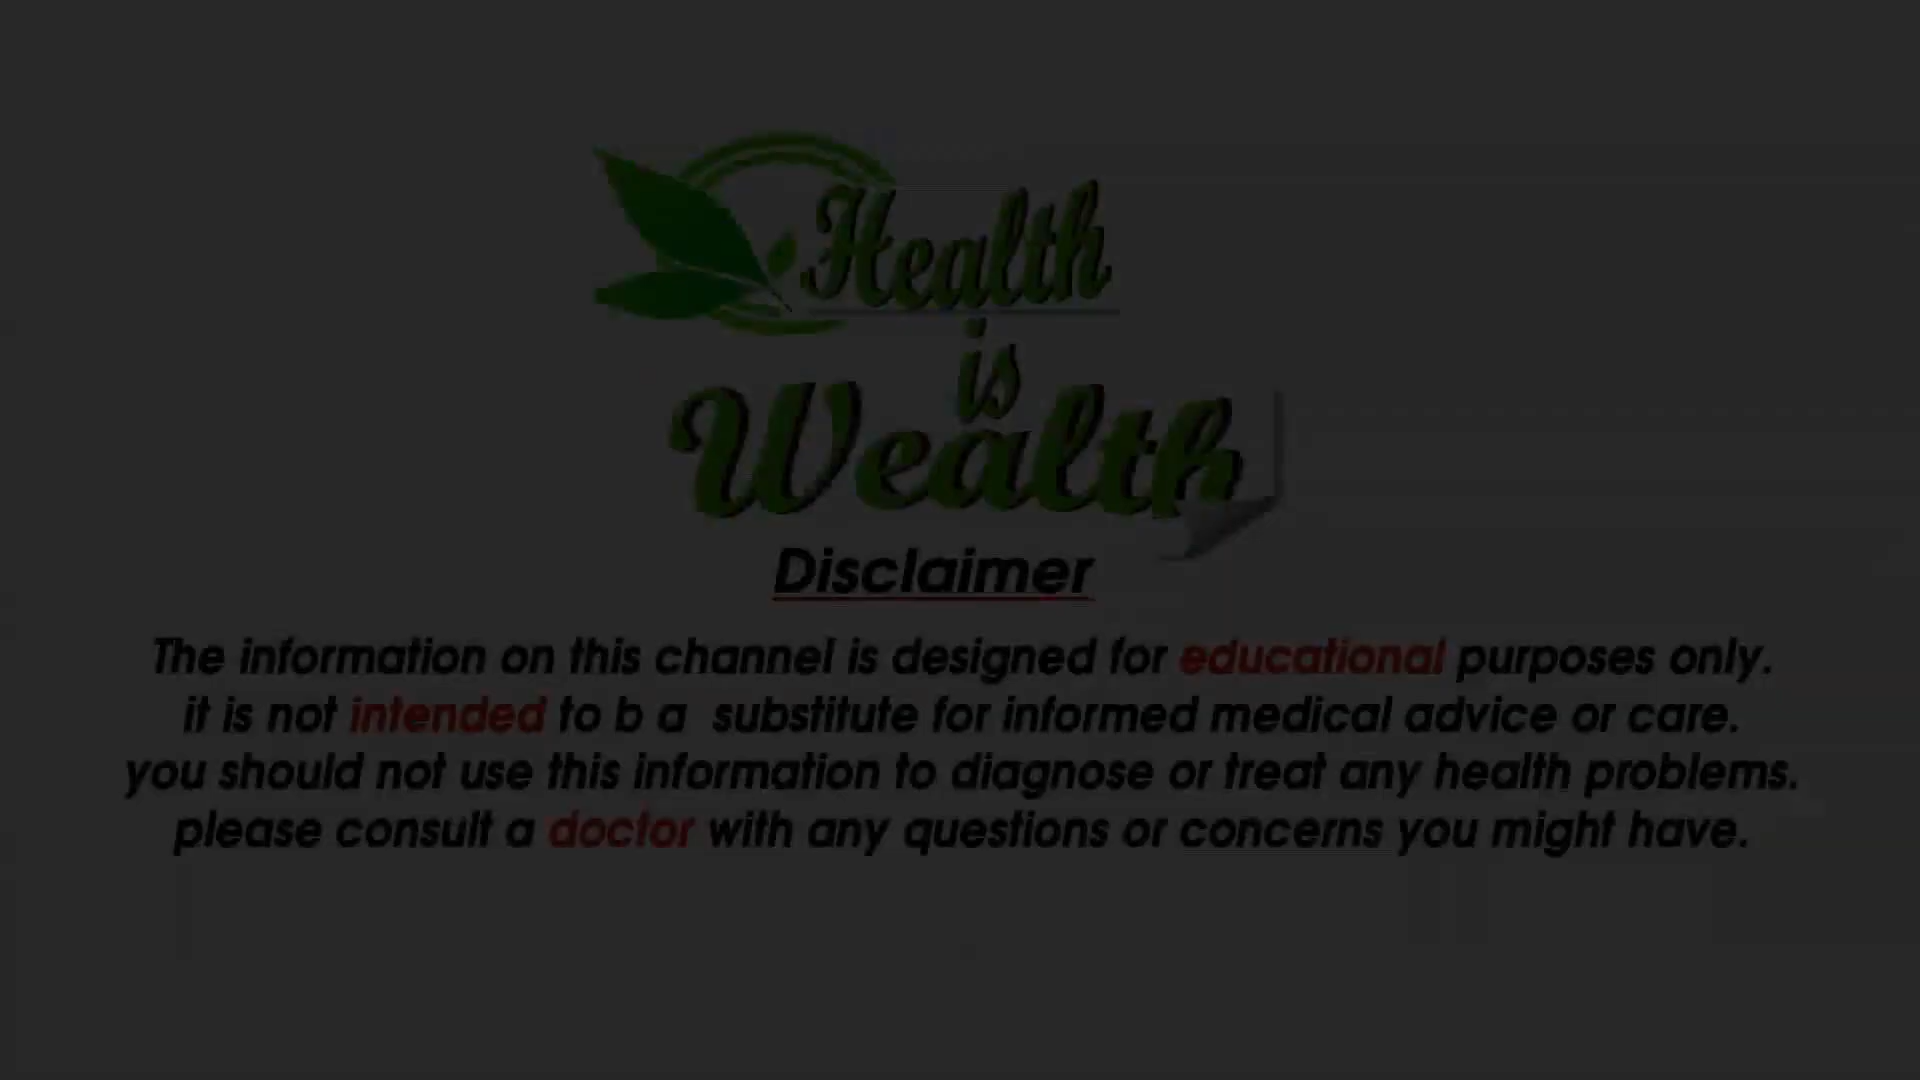 Health
is
Wealth
Disclaimer
The information on this channel is designed for educational purposes only.
it is not intended to b a substitute for informed medical advice or care.
you should not use this information to diagnose or treat any health problems.
please consult a doctor with any questions or concerns you might have.